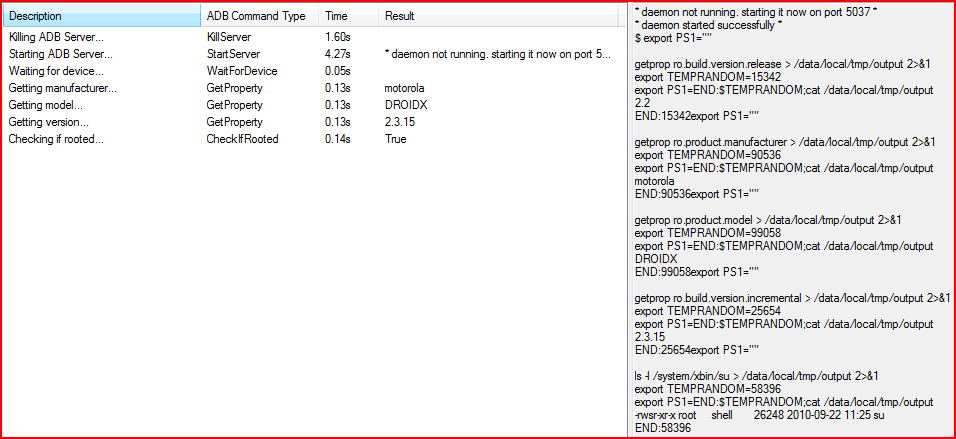 Description ADB Command Type Time Result
Killing ADB Server... KillServer 1.60s
Starting ADB Server... StartServer 4.27s * daemon not running. starting it now on port 5...
Waiting for device... WaitForDevice 0.05s
Getting manufacturer... GetProperty 0.13s motorola
Getting model... GetProperty 0.13s DROIDX
Getting version... GetProperty 0.13s 2.3.15
Checking if rooted... CheckIfRooted 0.14s True
* daemon not running. starting it now on port 5037 *
* daemon started successfully *
$ export PS1=""
getprop ro.build.version.release > /data/local/tmp/output 2>&1
export TEMPRANDOM=15342
export PS1=END:$TEMPRANDOM;cat /data/local/tmp/output
2.2
END:15342export PS1=""
getprop ro.product.manufacturer > /data/local/tmp/output 2>&1
export TEMPRANDOM=90536
export PS1=END:$TEMPRANDOM;cat /data/local/tmp/output
motorola
END:90536export PS1=""
getprop ro.product.model > /data/local/tmp/output 2>&1
export TEMPRANDOM=99058
export PS1=END:$TEMPRANDOM;cat /data/local/tmp/output
DROIDX
END:99058export PS1=""
getprop ro.build.version.incremental > /data/local/tmp/output 2>&1
export TEMPRANDOM=25654
export PS1=END:$TEMPRANDOM;cat /data/local/tmp/output
2.3.15
END:25654export PS1=""
ls -l /system/xbin/su > /data/local/tmp/output 2>&1
export TEMPRANDOM=58396
export PS1=END:$TEMPRANDOM;cat /data/local/tmp/output
-rwsr-xr-x root shell 26248 2010-09-22 11:25 su
END:58396